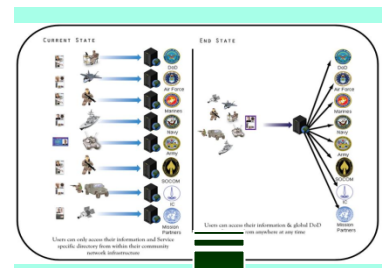 CURRENT STATE
DoD
Air Force
Marines
Navy
Army
SOCOM
IC
Mission
Partners
Users can only access their information and Service
specific directory from within their community
network infrastructure
END STATE
DoD
Air Force
Marines
Navy
Army
SOCOM
IC
Mission
Partners
Users can access their information & global DoD
anywhere at any time